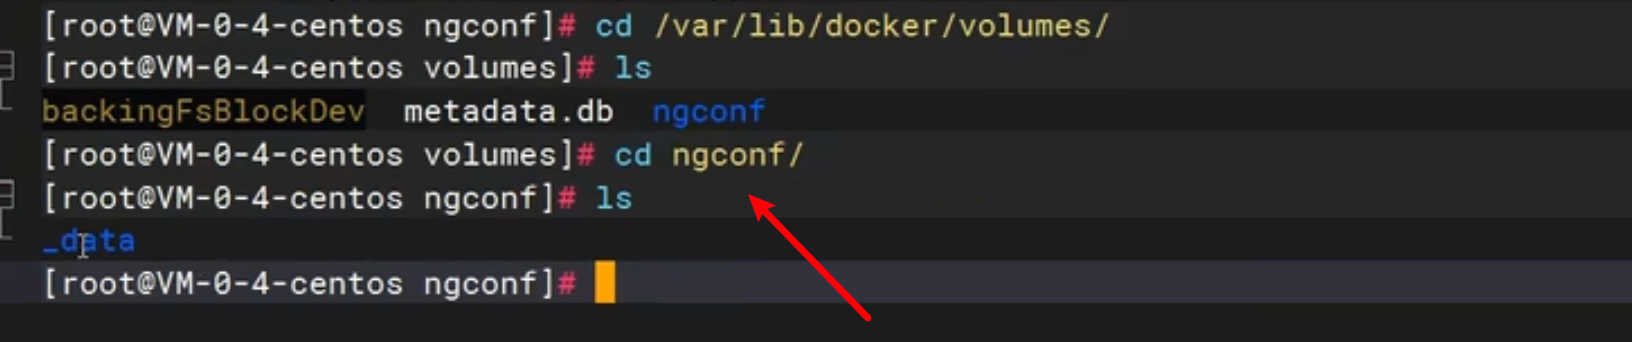 [root@VM-0-4-centos ngconf]# cd /var/lib/docker/volumes/
[root@VM-0-4-centos volumes]# ls
backingFsBlockDev  metadata.db  ngconf
[root@VM-0-4-centos volumes]# cd ngconf/
[root@VM-0-4-centos ngconf]# ls
_data
[root@VM-0-4-centos ngconf]#